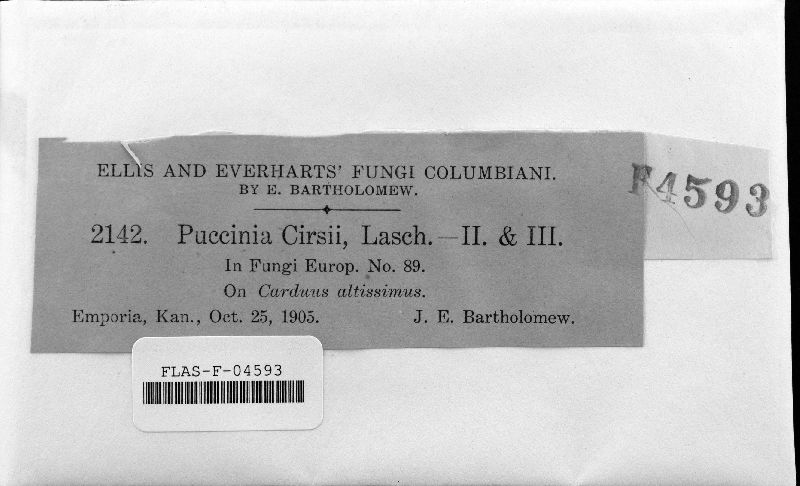 ELLIS AND EVERHARTS' FUNGI COLUMBIANI.
BY E. BARTHOLOMEW.
2142. Puccinia Cirsii, Lasch.—II. & III.
In Fungi Europ. No. 89.
On Carduus altissimus.
Emporia, Kan., Oct. 25, 1905. J. E. Bartholomew.
F4593
FLAS-F-04593